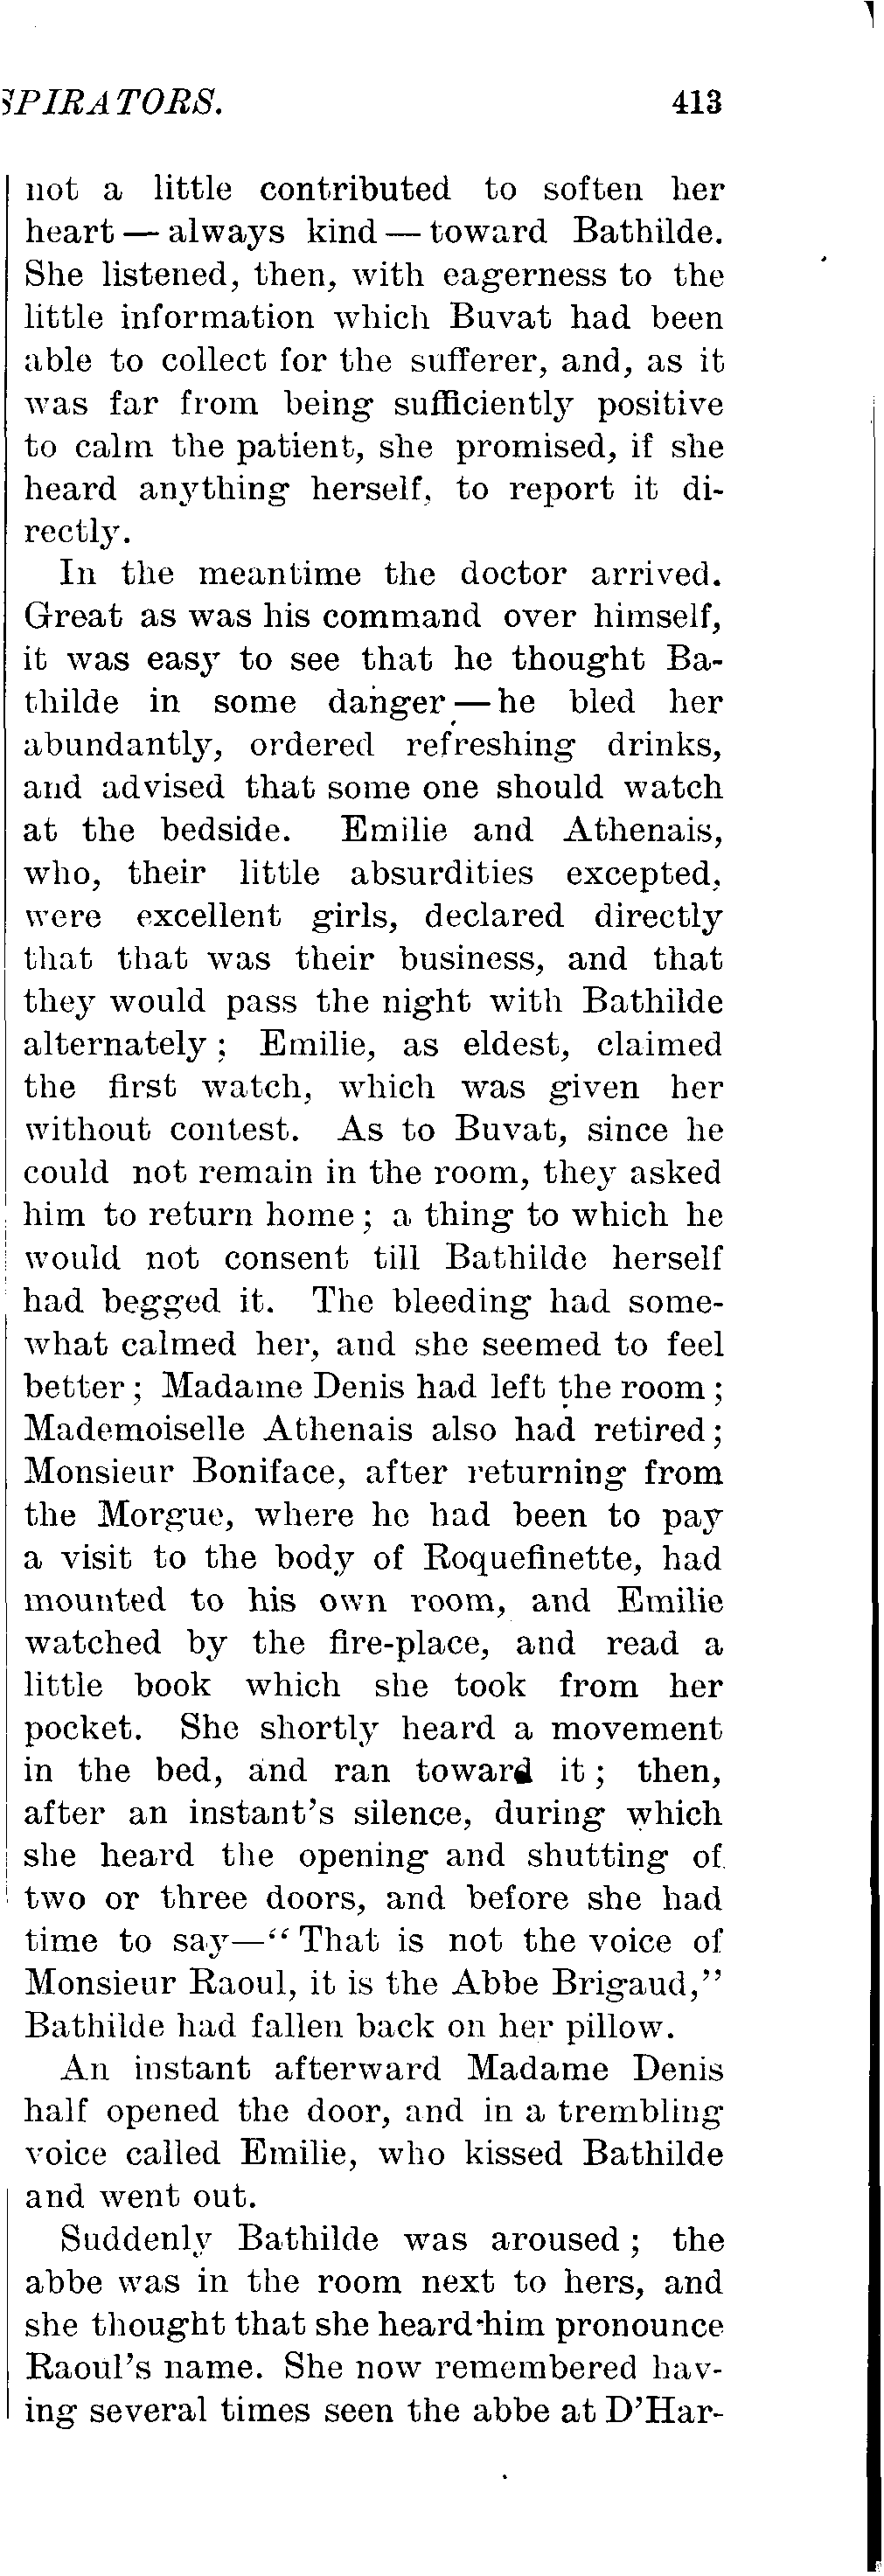 SPIRATORS. 413
not a little contributed to soften her
heart — always kind — toward Bathilde.
She listened, then, with eagerness to the
little information which Buvat had been
able to collect for the sufferer, and, as it
was far from being sufficiently positive
to calm the patient, she promised, if she
heard anything herself, to report it di-
rectly.
In the meantime the doctor arrived.
Great as was his command over himself,
it was easy to see that he thought Ba-
thilde in some danger — he bled her
abundantly, ordered refreshing drinks,
and advised that some one should watch
at the bedside. Emilie and Athenais,
who, their little absurdities excepted,
were excellent girls, declared directly
that that was their business, and that
they would pass the night with Bathilde
alternately; Emilie, as eldest, claimed
the first watch, which was given her
without contest. As to Buvat, since he
could not remain in the room, they asked
him to return home; a thing to which he
would not consent till Bathilde herself
had begged it. The bleeding had some-
what calmed her, and she seemed to feel
better; Madame Denis had left the room;
Mademoiselle Athenais also had retired;
Monsieur Boniface, after returning from
the Morgue, where he had been to pay
a visit to the body of Roquefinette, had
mounted to his own room, and Emilie
watched by the fire-place, and read a
little book which she took from her
pocket. She shortly heard a movement
in the bed, and ran toward it; then,
after an instant's silence, during which
she heard the opening and shutting of
two or three doors, and before she had
time to say—"That is not the voice of
Monsieur Raoul, it is the Abbe Brigaud,"
Bathilde had fallen back on her pillow.
An instant afterward Madame Denis
half opened the door, and in a trembling
voice called Emilie, who kissed Bathilde
and went out.
Suddenly Bathilde was aroused; the
abbe was in the room next to hers, and
she thought that she heard him pronounce
Raoul's name. She now remembered hav-
ing several times seen the abbe at D'Har-